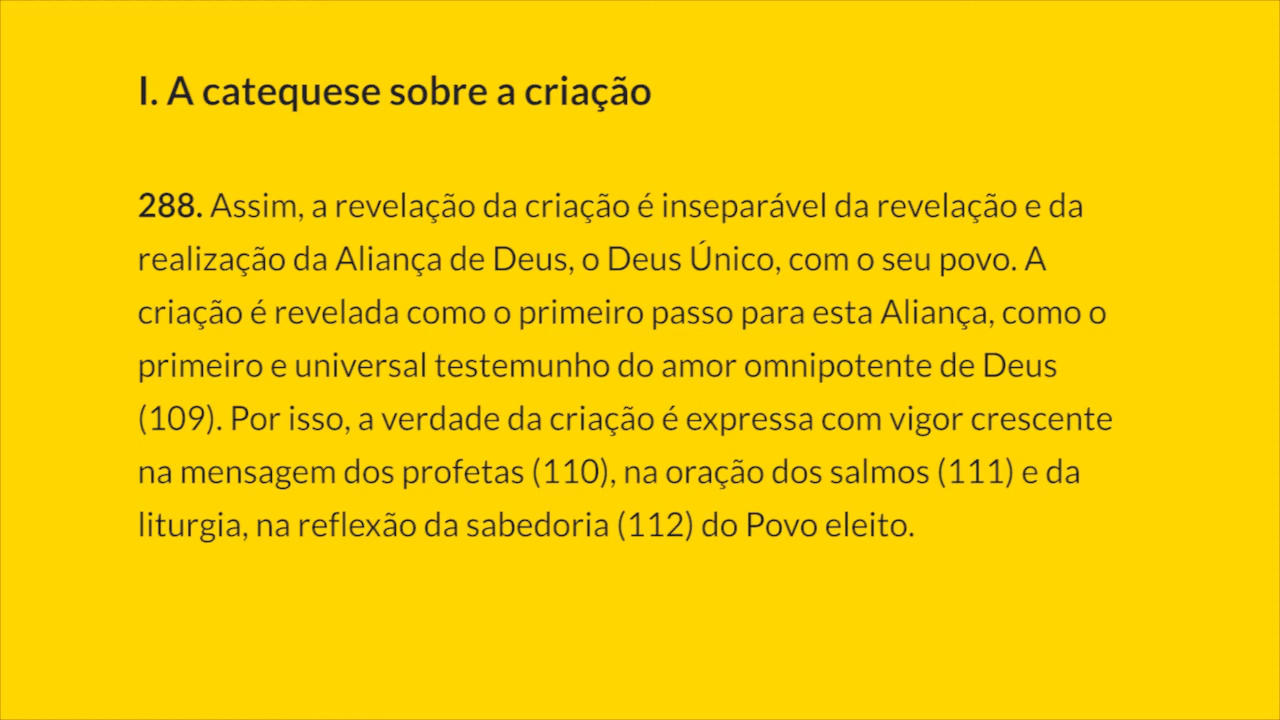 I. A catequese sobre a criação
288. Assim, a revelação da criação é inseparável da revelação e da
realização da Aliança de Deus, o Deus Único, com o seu povo. A
criação é revelada como o primeiro passo para esta Aliança, como o
primeiro e universal testemunho do amor omnipotente de Deus
(109). Por isso, a verdade da criação é expressa com vigor crescente
na mensagem dos profetas (110), na oração dos salmos (111) e da
liturgia, na reflexão da sabedoria (112) do Povo eleito.